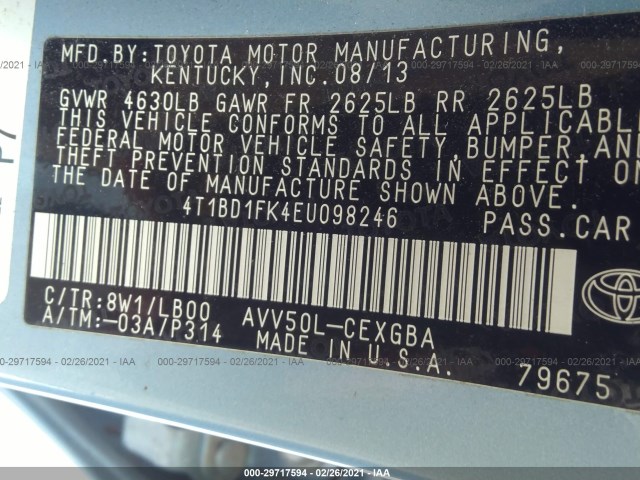 MFD.BY:TOYOTA MOTOR MANUFACTURING,
KENTUCKY,INC.08/13
GVWR 4630LB GAWR FR 2625LB RR 2625LB
THIS VEHICLE CONFORMS TO ALL APPLICABLE
FEDERAL MOTOR VEHICLE SAFETY,BUMPER,AND
THEFT PREVENTION STANDARDS IN EFFECT ON
THE DATE OF MANUFACTURE SHOWN ABOVE.
4T1BD1FK4EU098246 PASS.CAR
C/TR:8W1/LB00 AVV50L-CEXGBA
A/TM:-03A/P314 MADE IN U.S.A.
79675
000-29717594 - 02/26/2021 - IAA